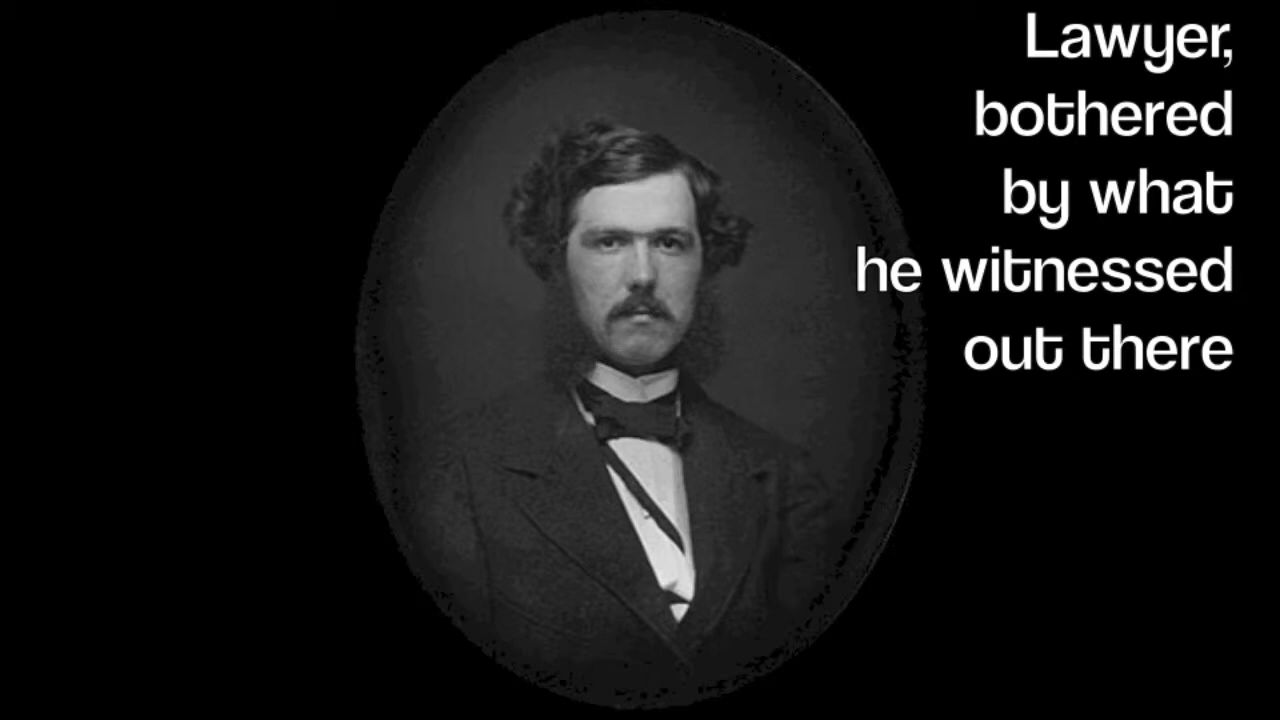 Lawyer,
bothered
by what
he witnessed
out there